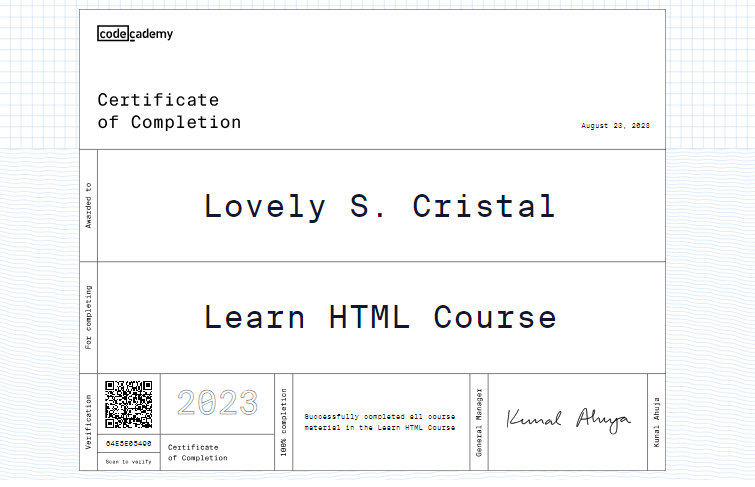 codecademy
Certificate
of Completion
August 23, 2023
Awarded to
Lovely S. Cristal
For completing
Learn HTML Course
Verification
64E5E05490
Scan to verify
2023
Certificate
of Completion
100% completion
Successfully completed all course
material in the Learn HTML Course
General Manager
Kunal Ahuja
Kunal Ahuja